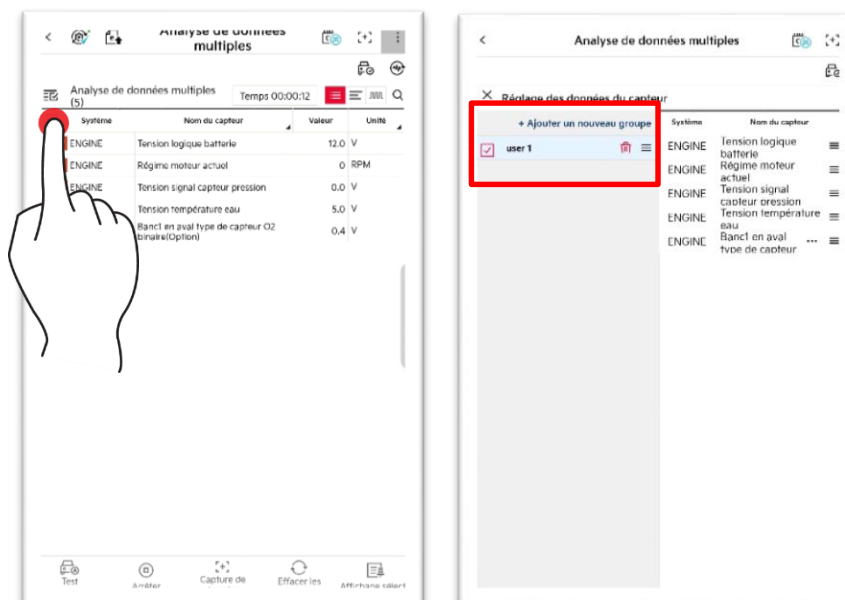 Analyse de données
multiples
Analyse de données multiples
(5)
Temps 00:00:12
Système Nom du capteur Valeur Unité
ENGINE Tension logique batterie 12.0 V
ENGINE Régime moteur actuel 0 RPM
ENGINE Tension signal capteur pression 0.0 V
Tension température eau 5.0 V
Banc1 en aval type de capteur O2
binaire(Option) 0.4 V
Test
Arrêter
Capture de
Effacer les
Affichage sélect
Analyse de données multiples
Réglage des données du capteur
+ Ajouter un nouveau groupe
user 1
Système Nom du capteur
ENGINE Tension logique
batterie
ENGINE Régime moteur
actuel
ENGINE Tension signal
capteur pression
ENGINE Tension température
eau
ENGINE Banc1 en aval ...
type de capteur